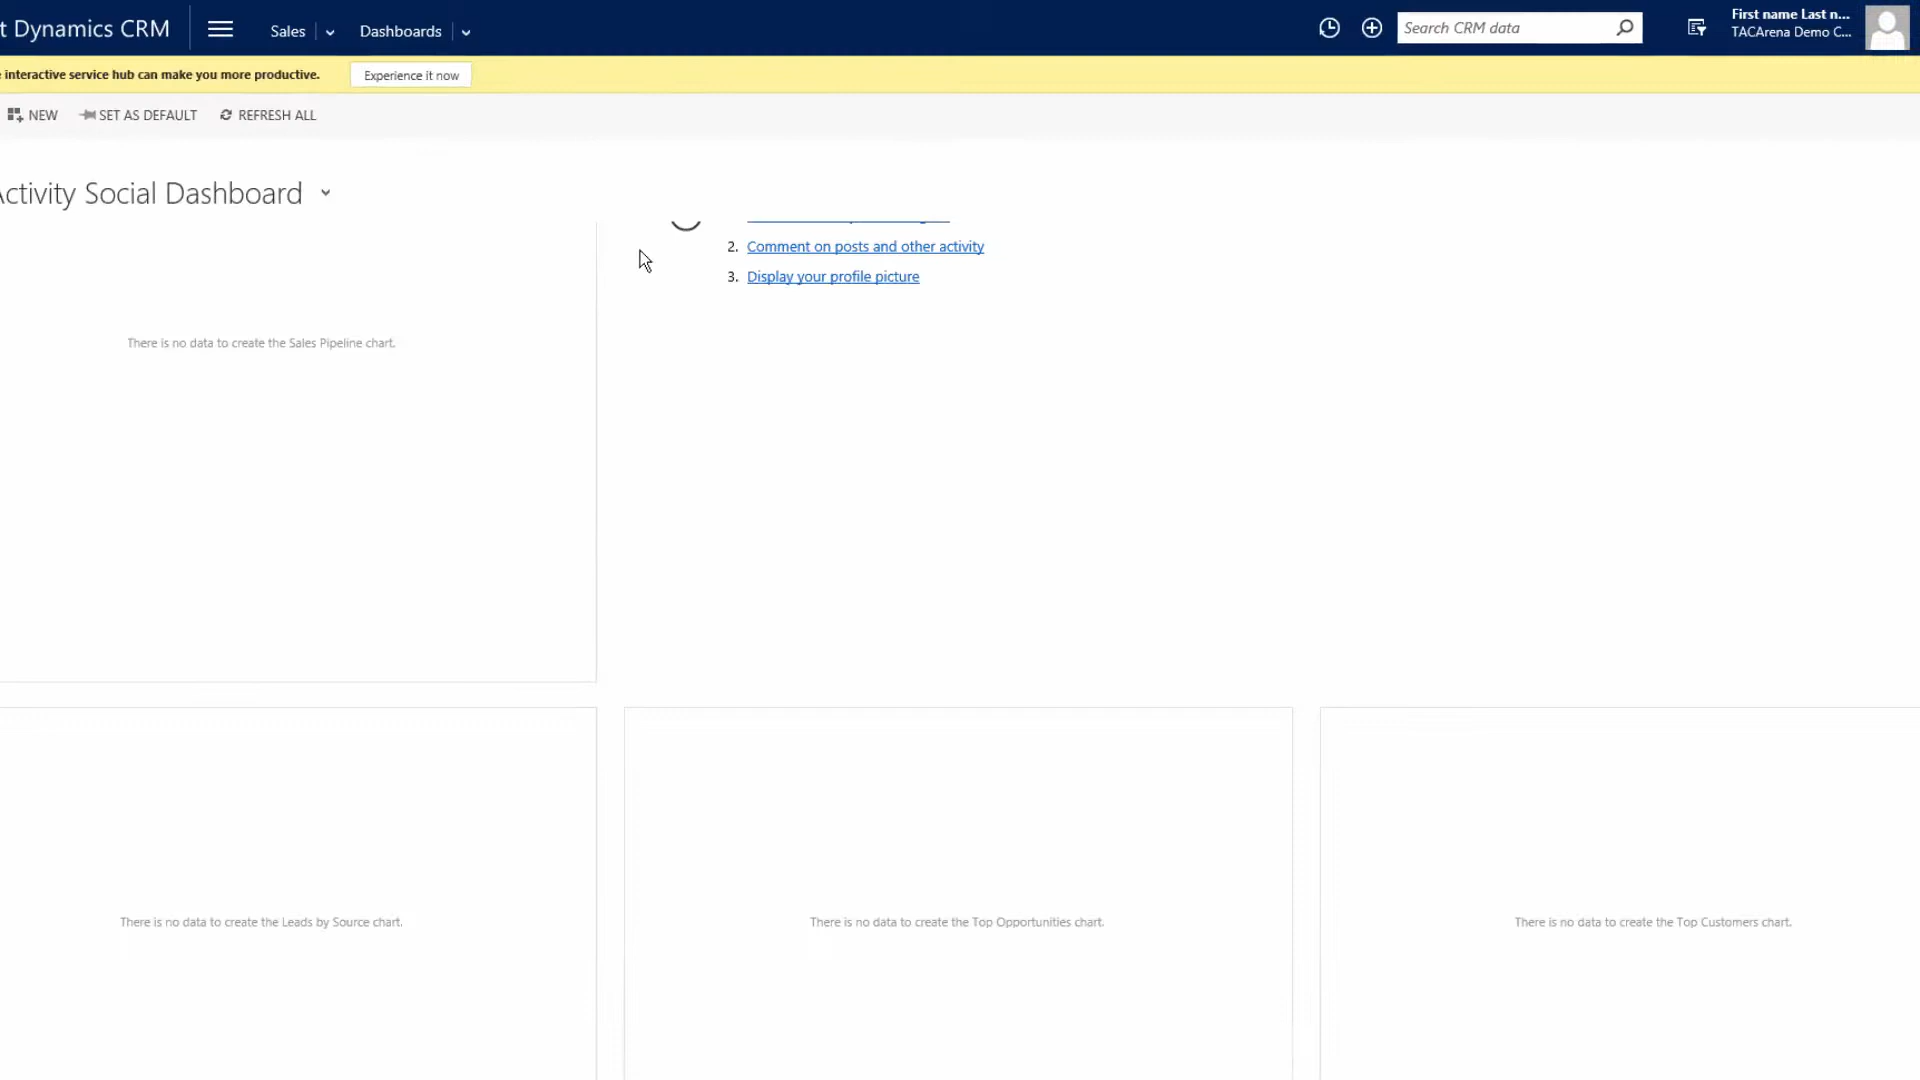 t Dynamics CRM
Sales
Dashboards
Search CRM data
First name Last n...
TACArena Demo C...
interactive service hub can make you more productive.
Experience it now
NEW
SET AS DEFAULT
REFRESH ALL
Activity Social Dashboard
2. Comment on posts and other activity
3. Display your profile picture
There is no data to create the Sales Pipeline chart.
There is no data to create the Leads by Source chart.
There is no data to create the Top Opportunities chart.
There is no data to create the Top Customers chart.